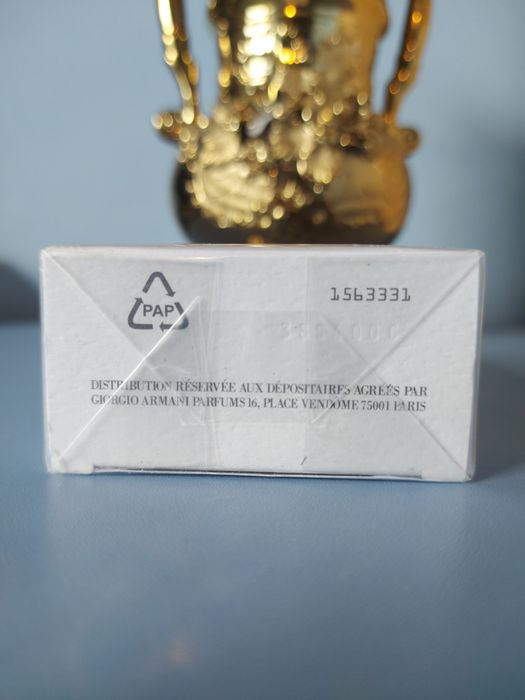 PAP
1563331
DISTRIBUTION RÉSERVÉE AUX DÉPOSITAIRES AGRÉÉS PAR
GIORGIO ARMANI PARFUMS 16, PLACE VENDOME 75001 PARIS